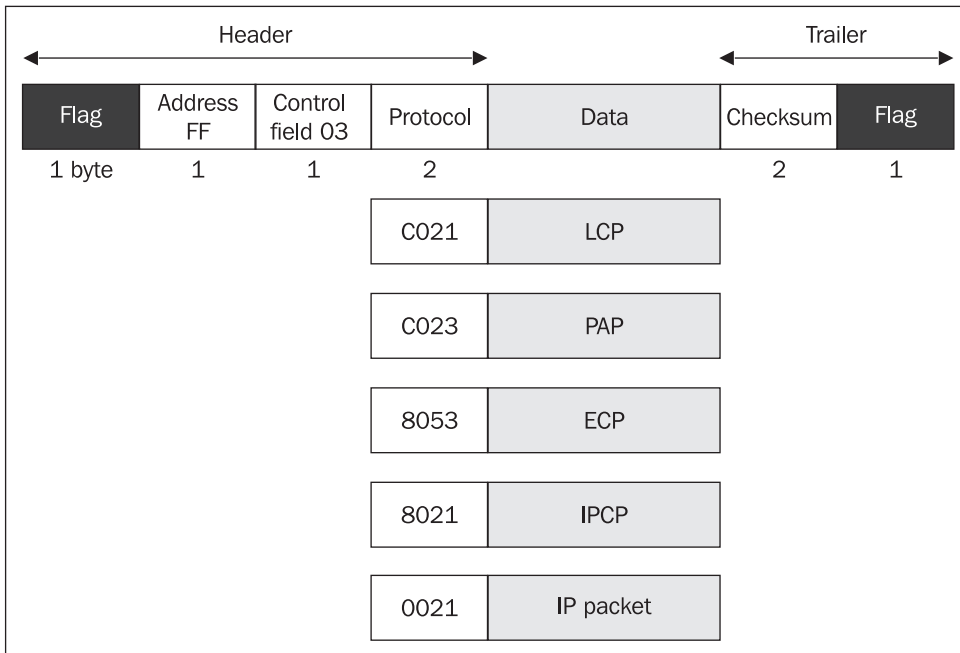 Header
Trailer
Flag
Address
FF
Control
field 03
Protocol
Data
Checksum
Flag
1 byte
1
1
2
2
1
C021
LCP
C023
PAP
8053
ECP
8021
IPCP
0021
IP packet